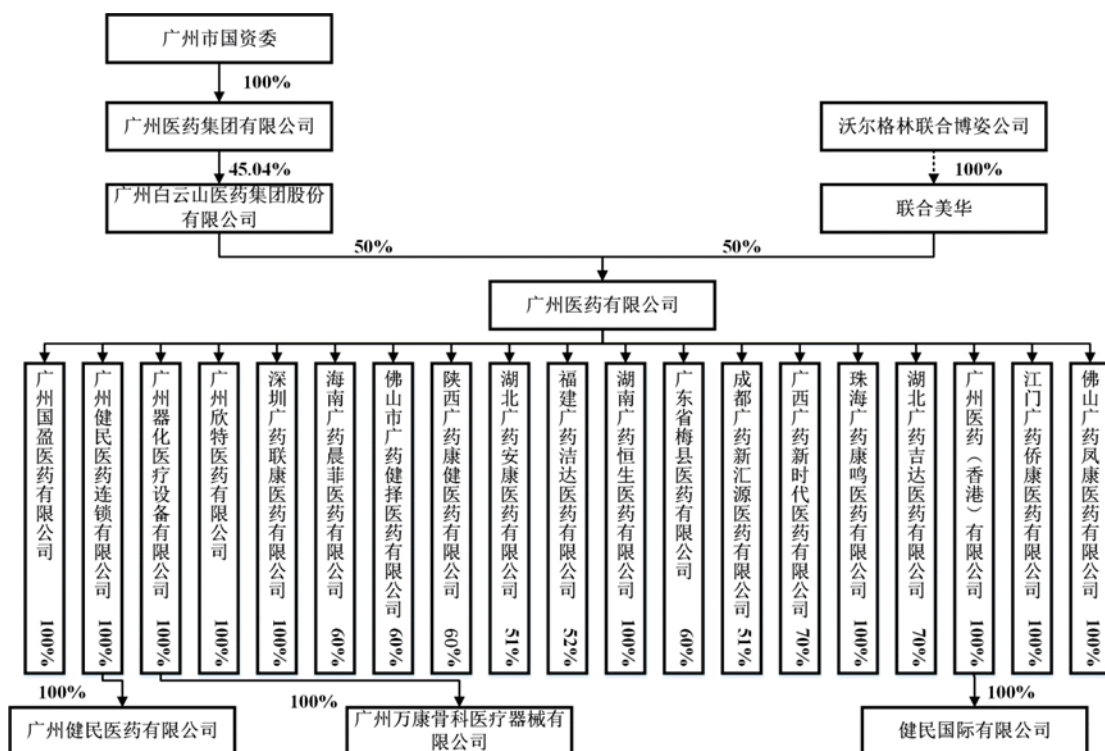 广州市国资委
100%
广州医药集团有限公司
沃尔格林联合博姿公司
45.04%
100%
广州白云山医药集团股份
有限公司
联合美华
50%
50%
广州医药有限公司
广州国盈医药有限公司 100%
广州健民医药连锁有限公司 100%
广州器化医疗设备有限公司 100%
广州欣特医药有限公司 100%
深圳广药联康医药有限公司 100%
海南广药晨菲医药有限公司 60%
佛山市广药健择医药有限公司 60%
陕西广药康健医药有限公司 60%
湖北广药安康医药有限公司 51%
福建广药洁达医药有限公司 52%
湖南广药恒生医药有限公司 100%
广东省梅县医药有限公司 60%
成都广药新汇源医药有限公司 51%
广西广药新时代医药有限公司 70%
珠海广药康鸣医药有限公司 100%
湖北广药吉达医药有限公司 70%
广州医药（香港）有限公司 100%
江门广药侨康医药有限公司 100%
佛山广药凤康医药有限公司 100%
100%
100%
100%
广州健民医药有限公司
广州万康骨科医疗器械有
限公司
健民国际有限公司